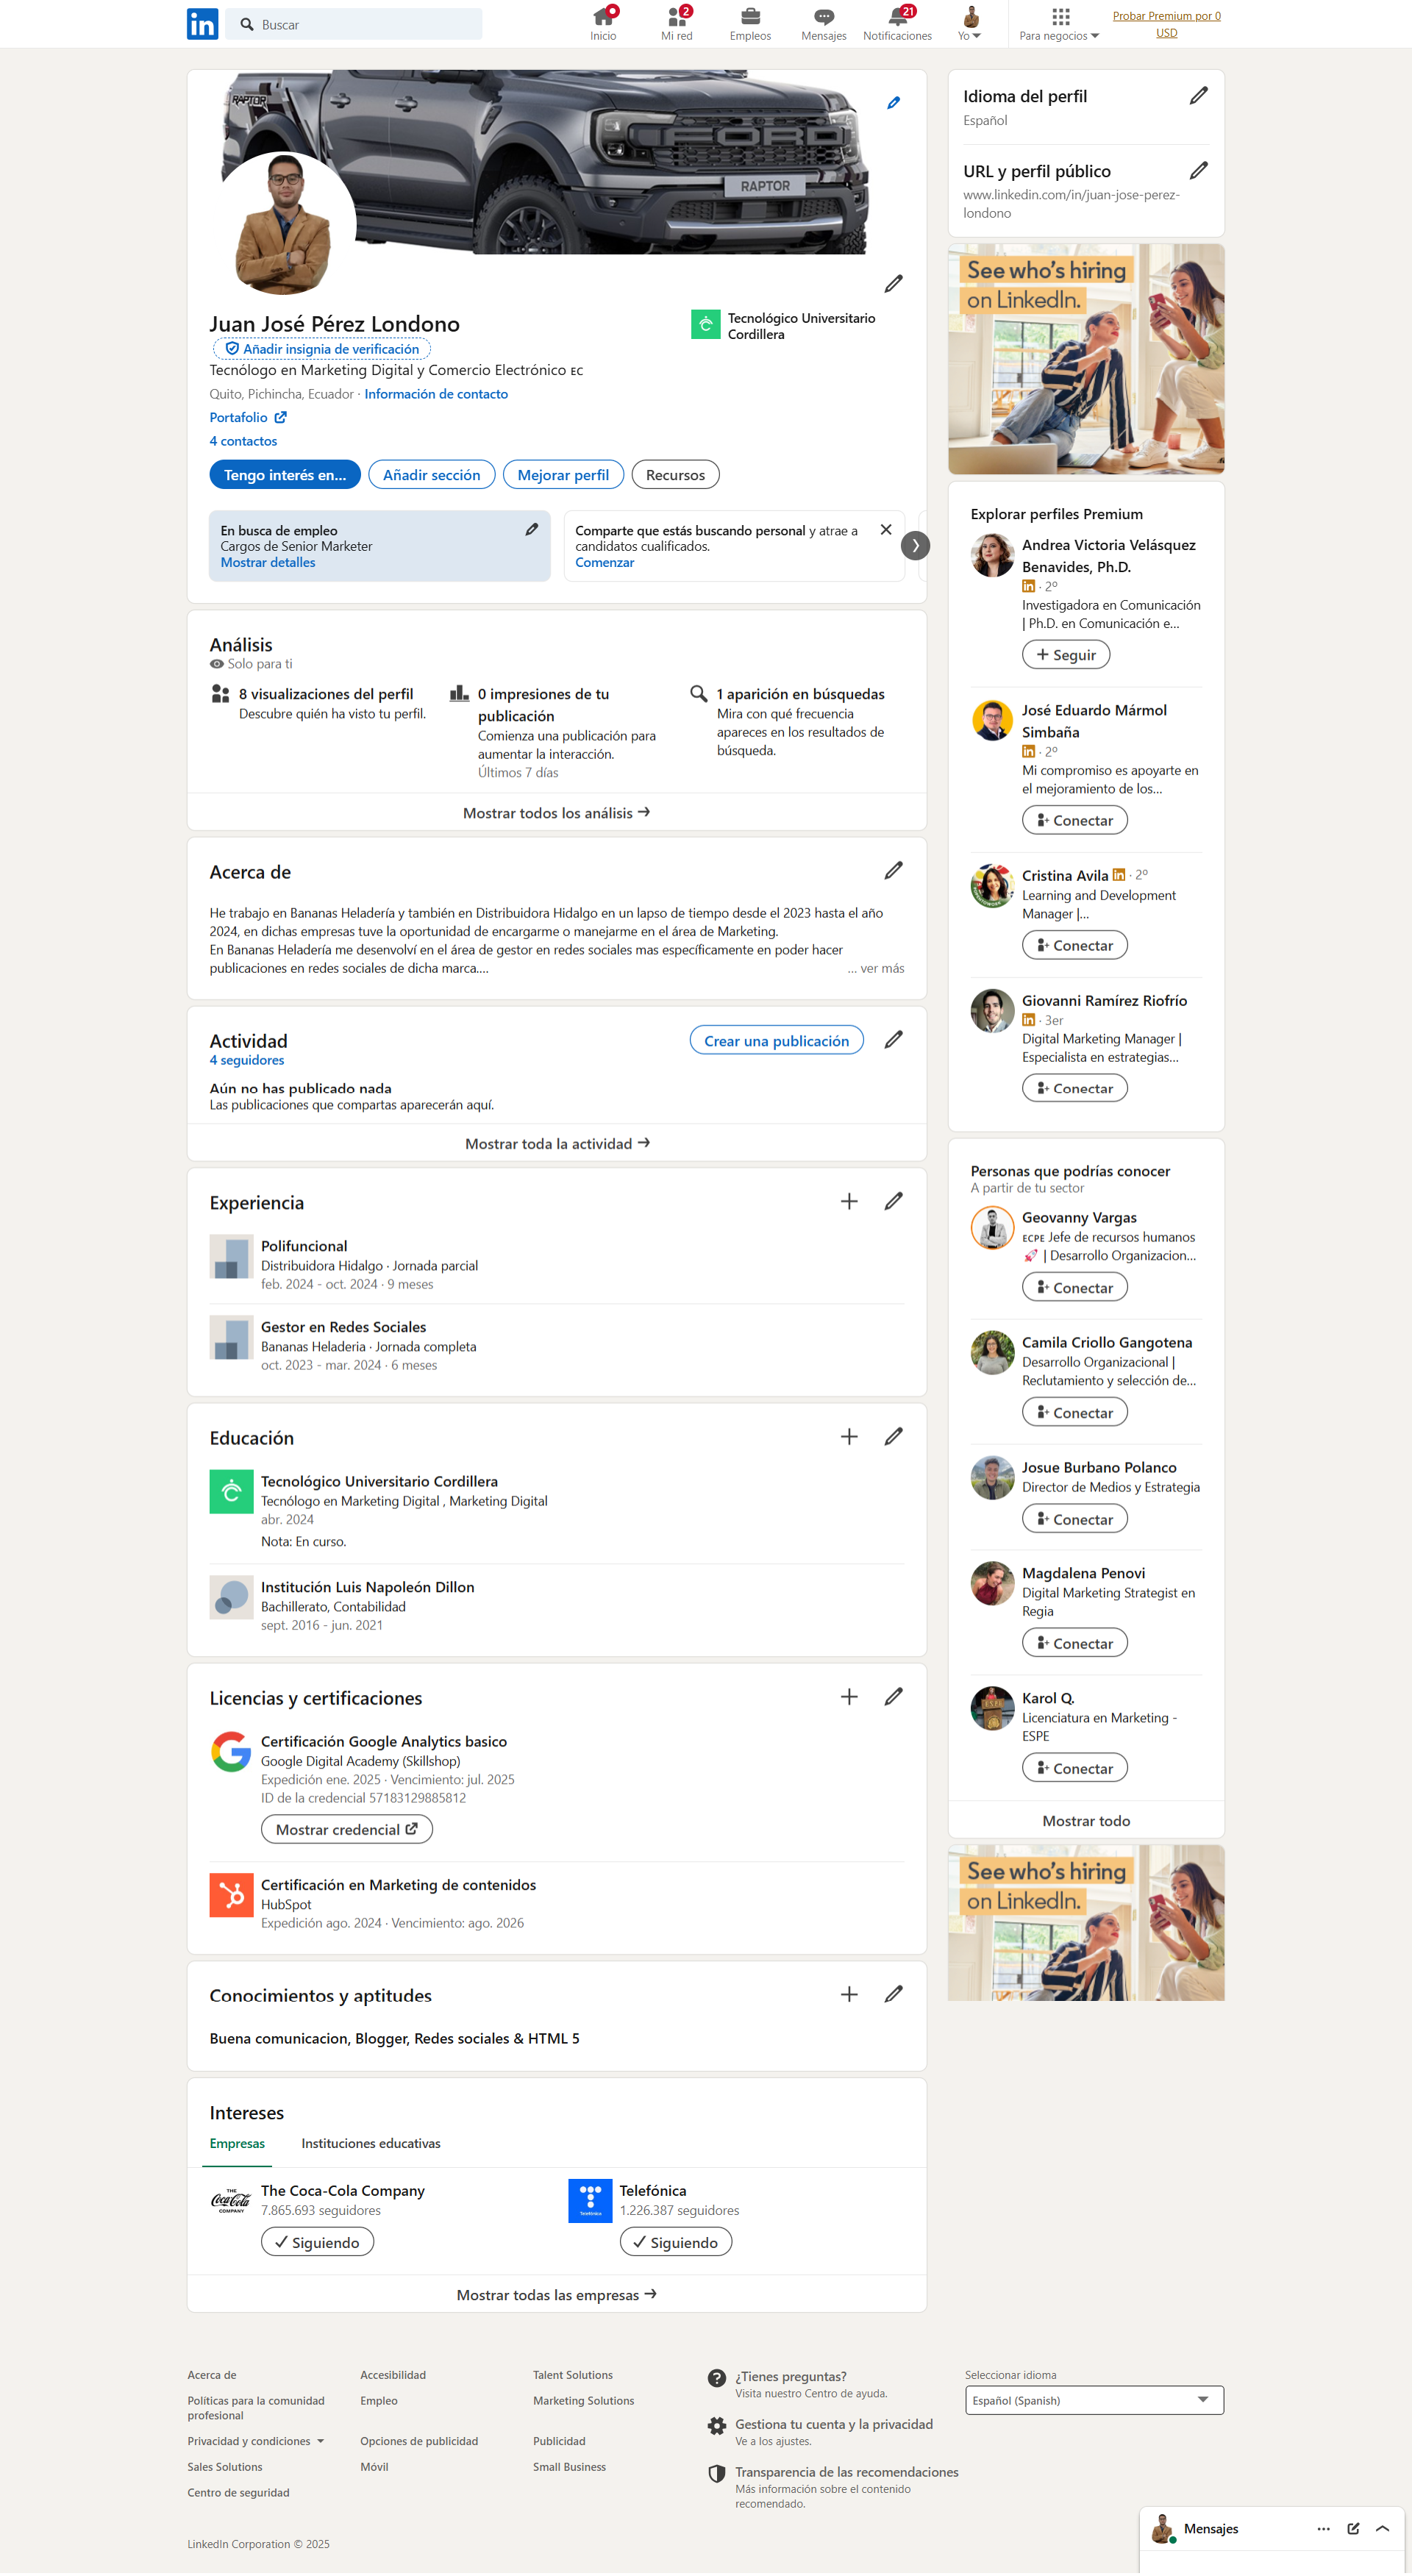 in
Buscar
Inicio
2
Mi red
Empleos
Mensajes
21
Notificaciones
Yo
Para negocios
Probar Premium por 0
USD
RAPTOR
FORD
RAPTOR
Juan José Pérez Londono
Añadir insignia de verificación
Tecnólogo en Marketing Digital y Comercio Electrónico EC
Quito, Pichincha, Ecuador · Información de contacto
Portafolio
4 contactos
Tecnológico Universitario
Cordillera
Tengo interés en...
Añadir sección
Mejorar perfil
Recursos
En busca de empleo
Cargos de Senior Marketer
Mostrar detalles
Comparte que estás buscando personal y atrae a
candidatos cualificados.
Comenzar
Análisis
Solo para ti
8 visualizaciones del perfil
Descubre quién ha visto tu perfil.
0 impresiones de tu
publicación
Comienza una publicación para
aumentar la interacción.
Últimos 7 días
1 aparición en búsquedas
Mira con qué frecuencia
apareces en los resultados de
búsqueda.
Mostrar todos los análisis →
Acerca de
He trabajo en Bananas Heladería y también en Distribuidora Hidalgo en un lapso de tiempo desde el 2023 hasta el año
2024, en dichas empresas tuve la oportunidad de encargarme o manejarme en el área de Marketing.
En Bananas Heladería me desenvolví en el área de gestor en redes sociales mas específicamente en poder hacer
publicaciones en redes sociales de dicha marca....
... ver más
Actividad
4 seguidores
Crear una publicación
Aún no has publicado nada
Las publicaciones que compartas aparecerán aquí.
Mostrar toda la actividad →
Experiencia
Polifuncional
Distribuidora Hidalgo · Jornada parcial
feb. 2024 - oct. 2024 · 9 meses
Gestor en Redes Sociales
Bananas Heladeria · Jornada completa
oct. 2023 - mar. 2024 · 6 meses
Educación
Tecnológico Universitario Cordillera
Tecnólogo en Marketing Digital , Marketing Digital
abr. 2024
Nota: En curso.
Institución Luis Napoleón Dillon
Bachillerato, Contabilidad
sept. 2016 - jun. 2021
Licencias y certificaciones
Certificación Google Analytics basico
Google Digital Academy (Skillshop)
Expedición ene. 2025 · Vencimiento: jul. 2025
ID de la credencial 57183129885812
Mostrar credencial
Certificación en Marketing de contenidos
HubSpot
Expedición ago. 2024 · Vencimiento: ago. 2026
Conocimientos y aptitudes
Buena comunicacion, Blogger, Redes sociales & HTML 5
Intereses
Empresas
Instituciones educativas
THE
Coca-Cola
COMPANY
The Coca-Cola Company
7.865.693 seguidores
Siguiendo
Telefónica
Telefónica
1.226.387 seguidores
Siguiendo
Mostrar todas las empresas →
Idioma del perfil
Español
URL y perfil público
www.linkedin.com/in/juan-jose-perez-
londono
See who's hiring
on LinkedIn.
Explorar perfiles Premium
Andrea Victoria Velásquez
Benavides, Ph.D.
in · 2º
Investigadora en Comunicación
| Ph.D. en Comunicación e...
+ Seguir
José Eduardo Mármol
Simbaña
in · 2º
Mi compromiso es apoyarte en
el mejoramiento de los...
Conectar
Cristina Avila in · 2º
Learning and Development
Manager |...
Conectar
Giovanni Ramírez Riofrío
in · 3er
Digital Marketing Manager |
Especialista en estrategias...
Conectar
Personas que podrías conocer
A partir de tu sector
Geovanny Vargas
ECPE Jefe de recursos humanos
🚀 | Desarrollo Organizacion...
Conectar
Camila Criollo Gangotena
Desarrollo Organizacional |
Reclutamiento y selección de...
Conectar
Josue Burbano Polanco
Director de Medios y Estrategia
Conectar
Magdalena Penovi
Digital Marketing Strategist en
Regia
Conectar
Karol Q.
Licenciatura en Marketing -
ESPE
Conectar
Mostrar todo
See who's hiring
on LinkedIn.
Acerca de
Accesibilidad
Talent Solutions
Políticas para la comunidad
profesional
Empleo
Marketing Solutions
Privacidad y condiciones
Opciones de publicidad
Publicidad
Sales Solutions
Móvil
Small Business
Centro de seguridad
¿Tienes preguntas?
Visita nuestro Centro de ayuda.
Gestiona tu cuenta y la privacidad
Ve a los ajustes.
Transparencia de las recomendaciones
Más información sobre el contenido
recomendado.
Seleccionar idioma
Español (Spanish)
LinkedIn Corporation © 2025
Mensajes